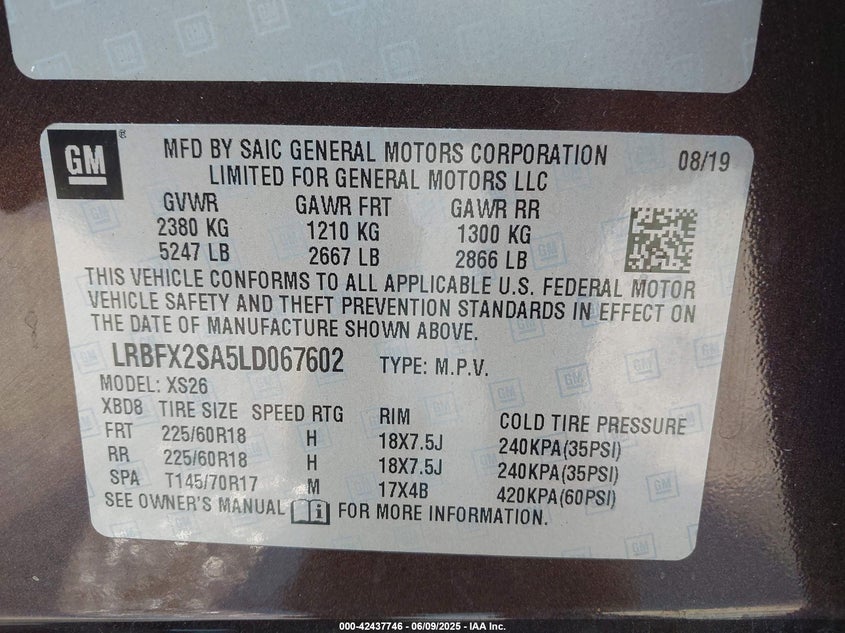 GM ®
MFD BY SAIC GENERAL MOTORS CORPORATION 08/19
LIMITED FOR GENERAL MOTORS LLC
GVWR GAWR FRT GAWR RR
2380 KG 1210 KG 1300 KG
5247 LB 2667 LB 2866 LB
THIS VEHICLE CONFORMS TO ALL APPLICABLE U.S. FEDERAL MOTOR
VEHICLE SAFETY AND THEFT PREVENTION STANDARDS IN EFFECT ON
THE DATE OF MANUFACTURE SHOWN ABOVE.
LRBFX2SA5LD067602 TYPE: M.P.V.
MODEL: XS26
XBD8 TIRE SIZE SPEED RTG RIM COLD TIRE PRESSURE
FRT 225/60R18 H 18X7.5J 240KPA(35PSI)
RR 225/60R18 H 18X7.5J 240KPA(35PSI)
SPA T145/70R17 M 17X4B 420KPA(60PSI)
SEE OWNER'S MANUAL i FOR MORE INFORMATION.
000-42437746 - 06/09/2025 - IAA Inc.